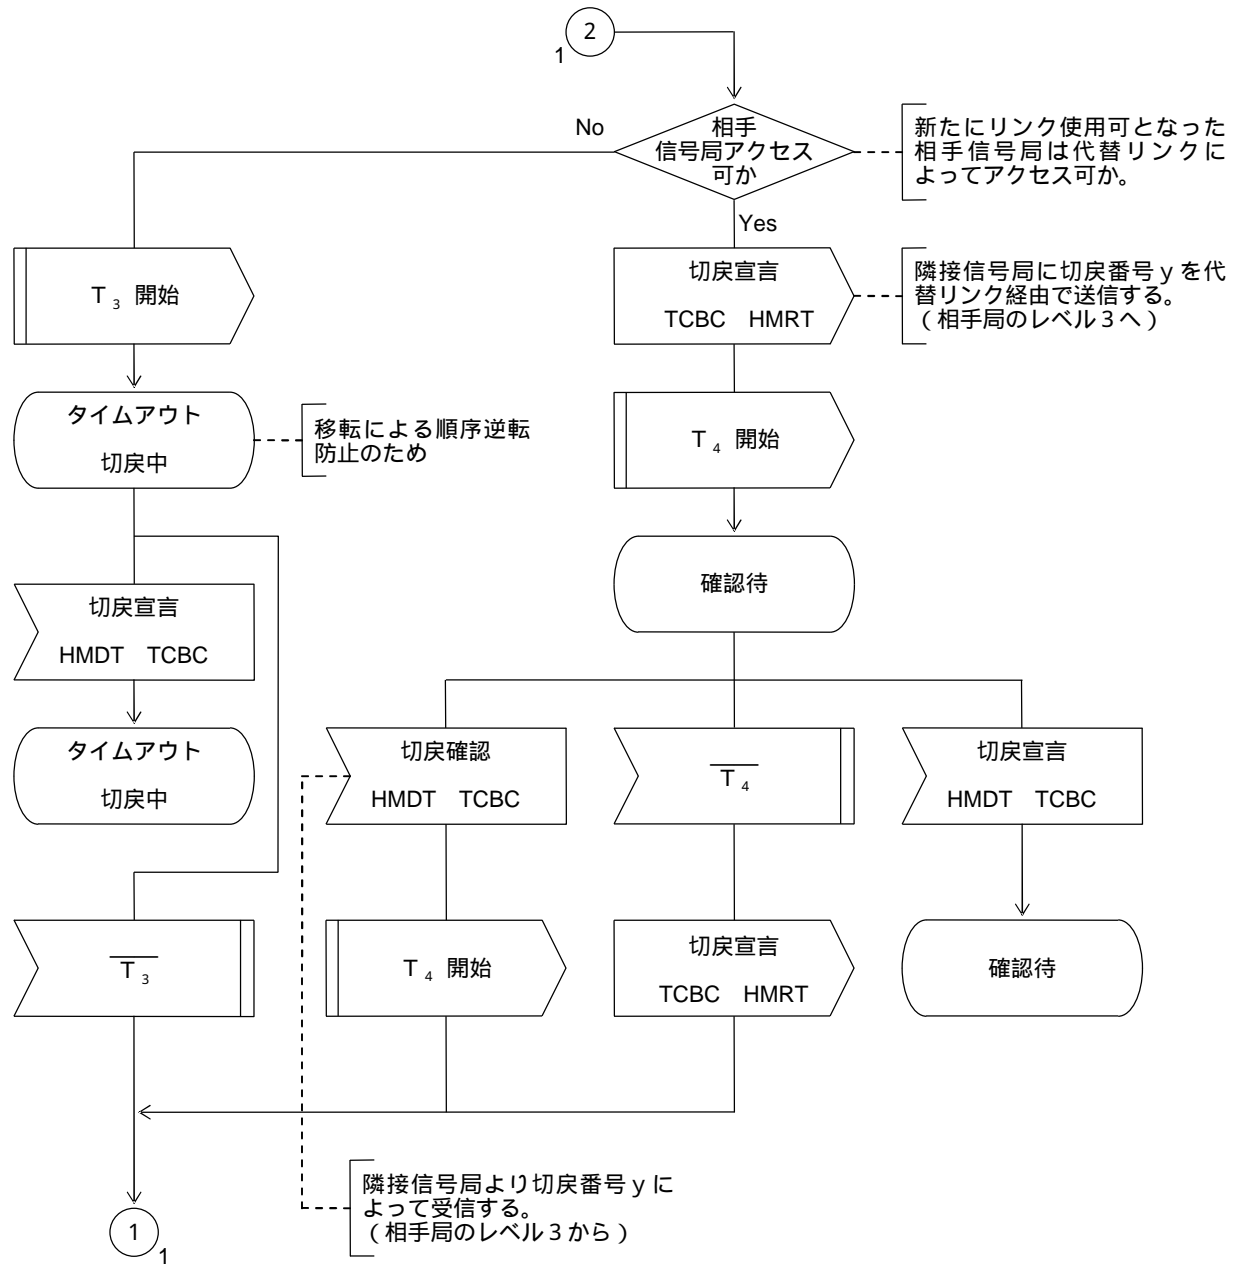 2
1
相手
信号局アクセス
可か
No
Yes
新たにリンク使用可となった
相手信号局は代替リンクに
よってアクセス可か。
T₃ 開始
切戻宣言
TCBC HMRT
隣接信号局に切戻番号yを代
替リンク経由で送信する。
(相手局のレベル3へ)
タイムアウト
切戻中
移転による順序逆転
防止のため
T₄ 開始
確認待
切戻宣言
HMDT TCBC
タイムアウト
切戻中
切戻確認
HMDT TCBC
T₄
切戻宣言
HMDT TCBC
T₃
T₄ 開始
切戻宣言
TCBC HMRT
確認待
隣接信号局より切戻番号yに
よって受信する。
(相手局のレベル3から)
1
1